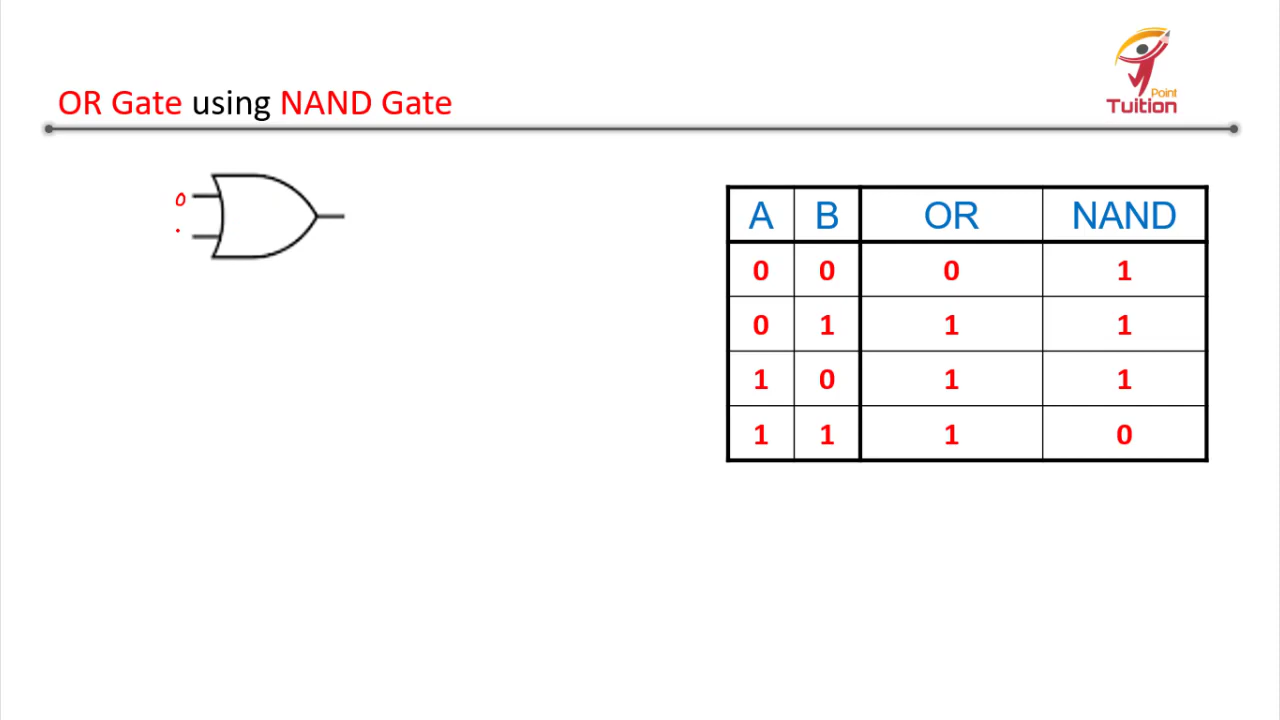 Point
Tuition
OR Gate using NAND Gate
0
A B OR NAND
0 0 0 1
0 1 1 1
1 0 1 1
1 1 1 0